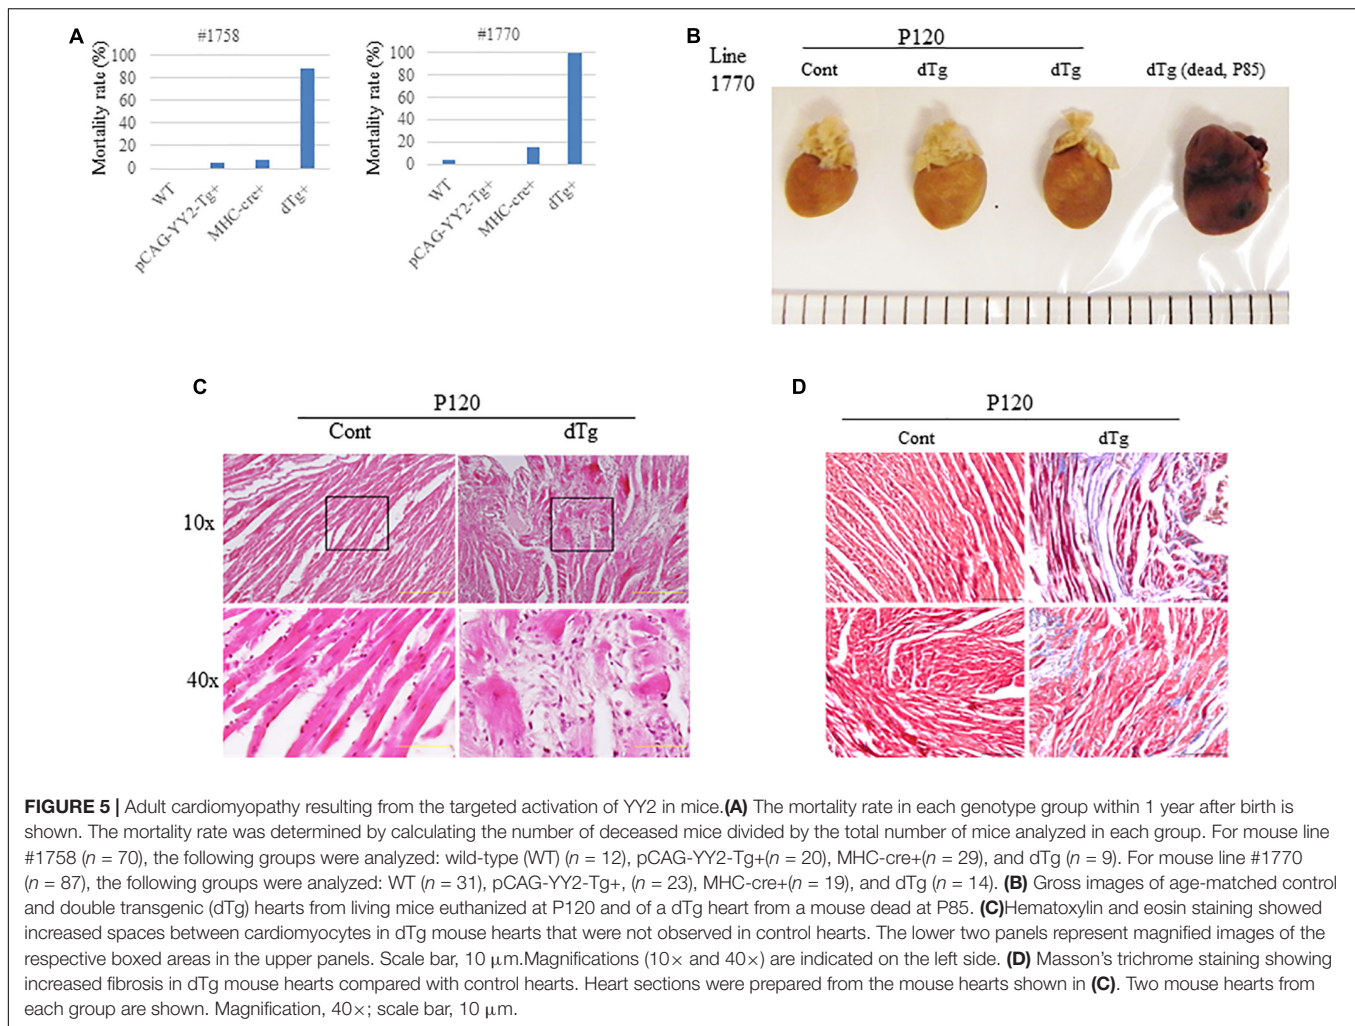 A
#1758
Mortality rate (%)
100
80
60
40
20
0
WT
pCAG-YY2-Tg+
MHC-cre+
dTg+
#1770
Mortality rate (%)
100
80
60
40
20
0
WT
pCAG-YY2-Tg+
MHC-cre+
dTg+
B
Line
1770
P120
Cont
dTg
dTg
dTg (dead, P85)
C
P120
Cont
dTg
10x
40x
D
P120
Cont
dTg
FIGURE 5 | Adult cardiomyopathy resulting from the targeted activation of YY2 in mice.(A) The mortality rate in each genotype group within 1 year after birth is
shown. The mortality rate was determined by calculating the number of deceased mice divided by the total number of mice analyzed in each group. For mouse line
#1758 (n = 70), the following groups were analyzed: wild-type (WT) (n = 12), pCAG-YY2-Tg+(n = 20), MHC-cre+(n = 29), and dTg (n = 9). For mouse line #1770
(n = 87), the following groups were analyzed: WT (n = 31), pCAG-YY2-Tg+, (n = 23), MHC-cre+(n = 19), and dTg (n = 14). (B) Gross images of age-matched control
and double transgenic (dTg) hearts from living mice euthanized at P120 and of a dTg heart from a mouse dead at P85. (C)Hematoxylin and eosin staining showed
increased spaces between cardiomyocytes in dTg mouse hearts that were not observed in control hearts. The lower two panels represent magnified images of the
respective boxed areas in the upper panels. Scale bar, 10 μm.Magnifications (10× and 40×) are indicated on the left side. (D) Masson's trichrome staining showing
increased fibrosis in dTg mouse hearts compared with control hearts. Heart sections were prepared from the mouse hearts shown in (C). Two mouse hearts from
each group are shown. Magnification, 40×; scale bar, 10 μm.